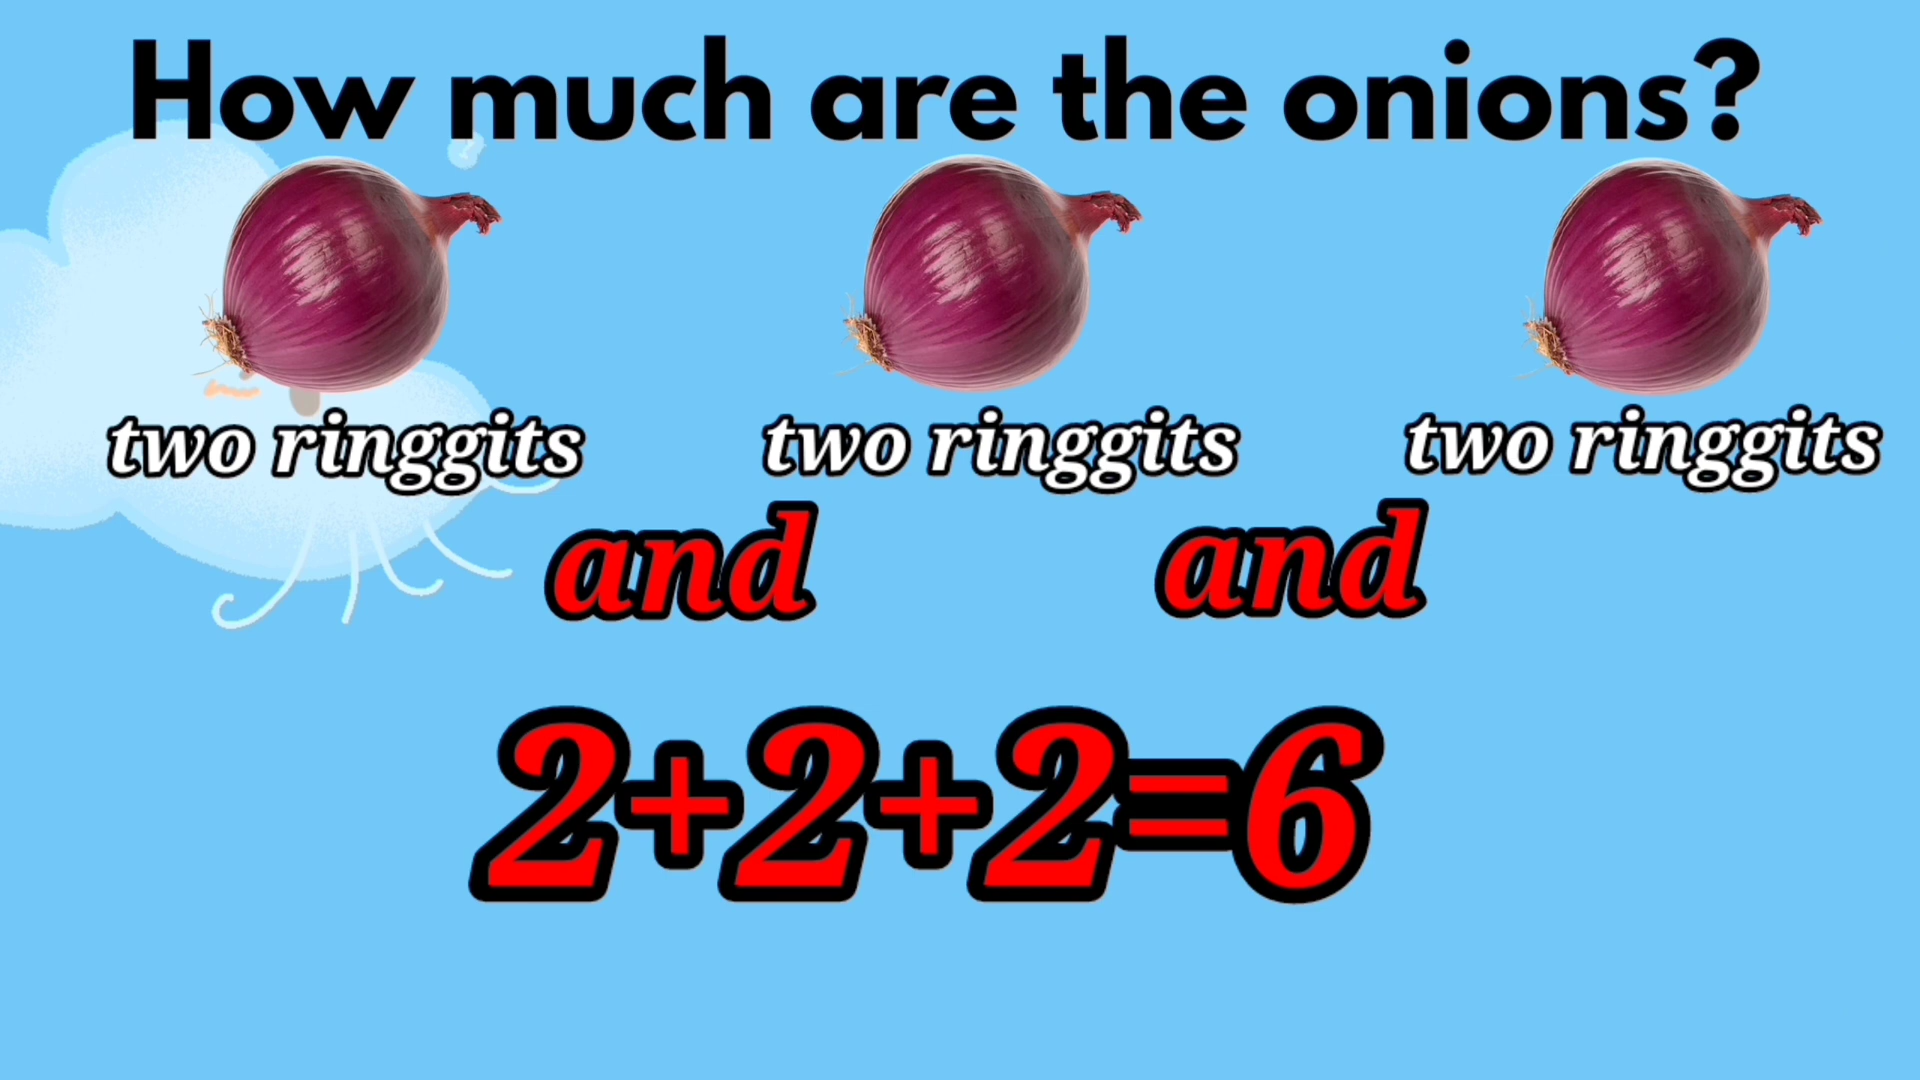 How much are the onions?
two ringgits two ringgits two ringgits
and and
2+2+2=6